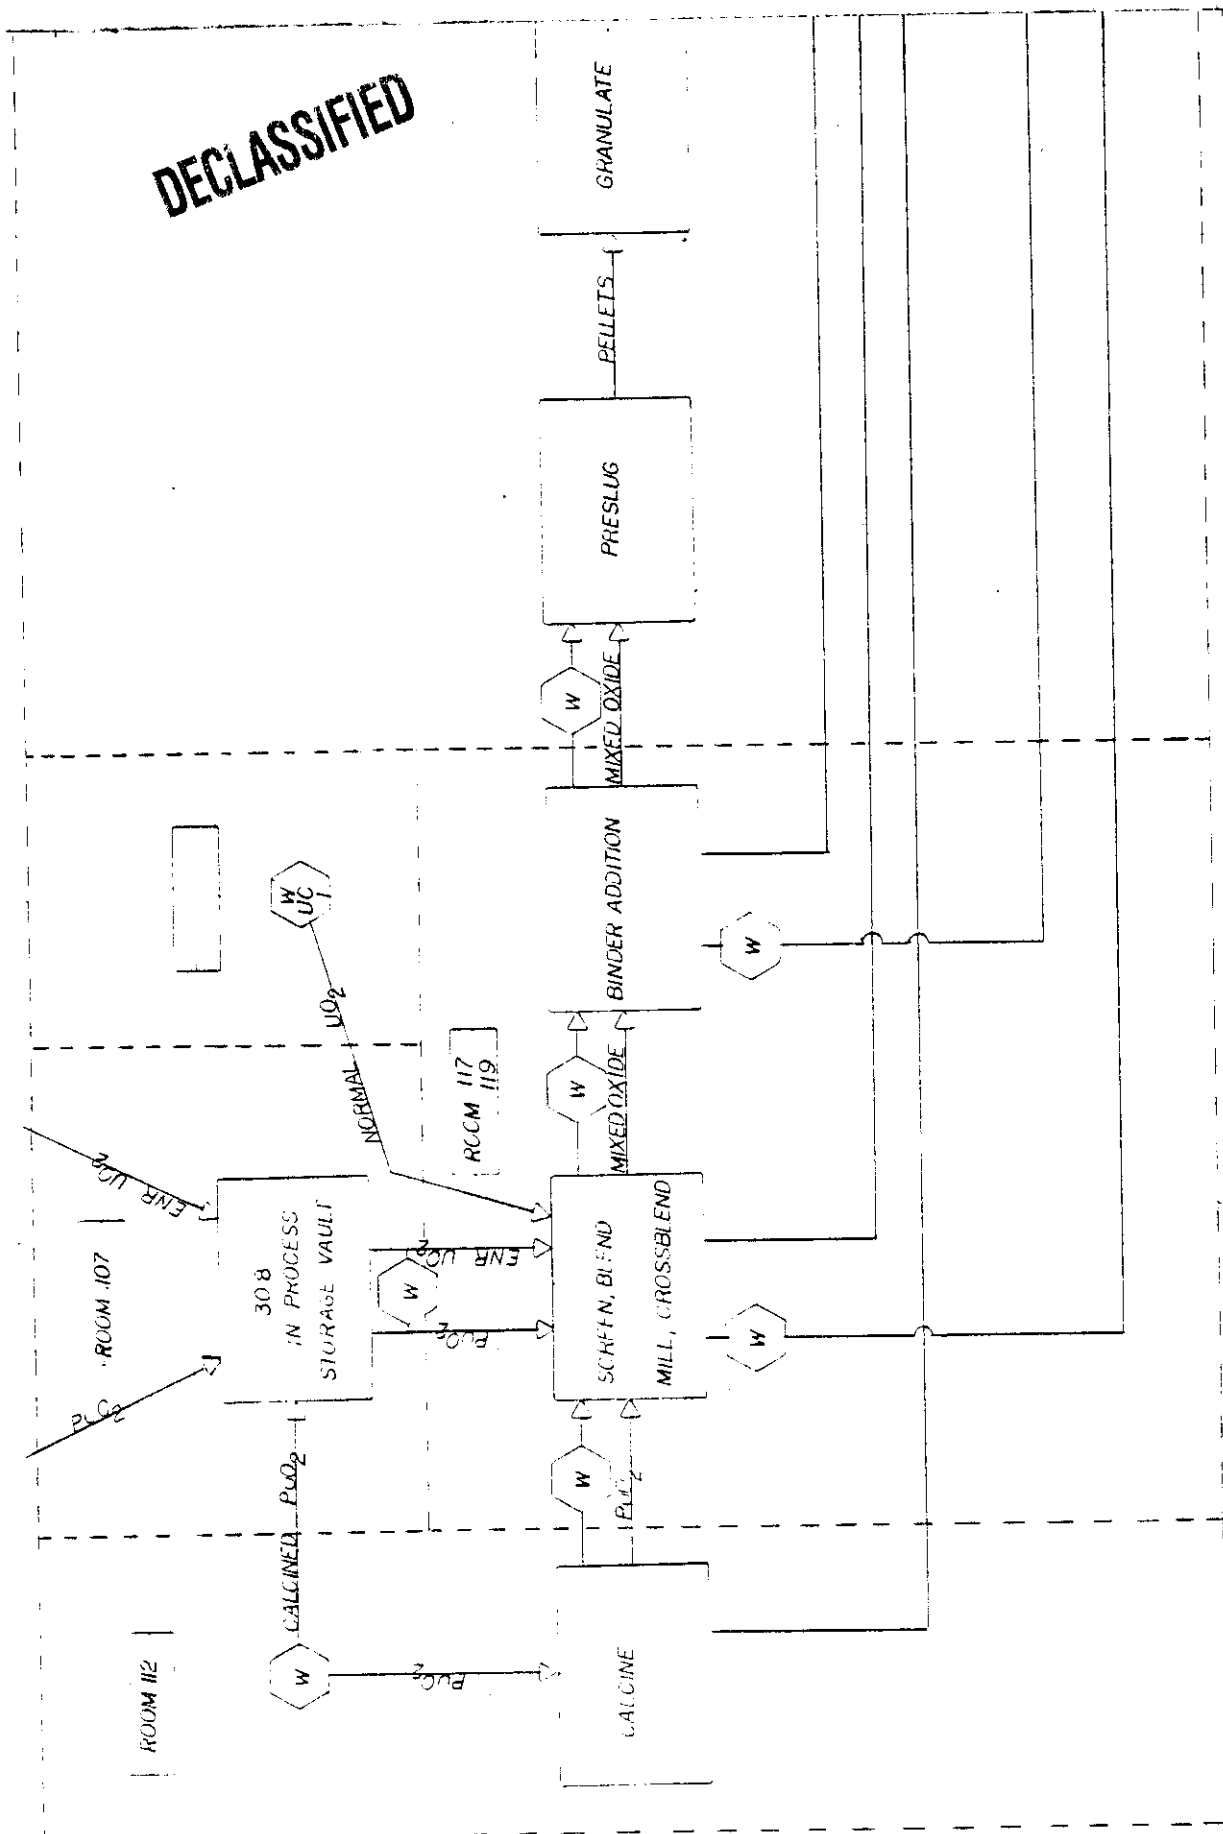 DECLASSIFIED
ROOM 112
ROOM 107
CALCINED PuO2
W
PuO2
PuO2
ENR UO2
308
IN PROCESS
STORAGE VAULT
W
PuO2
ENR UO2
NORMAL UO2
W
UC
1
ROOM 117
119
CALCINE
W
PuO2
SCREEN, BLEND
MILL, CROSSBLEND
W
W
MIXED OXIDE
BINDER ADDITION
W
W
MIXED OXIDE
PRESLUG
PELLETS
GRANULATE